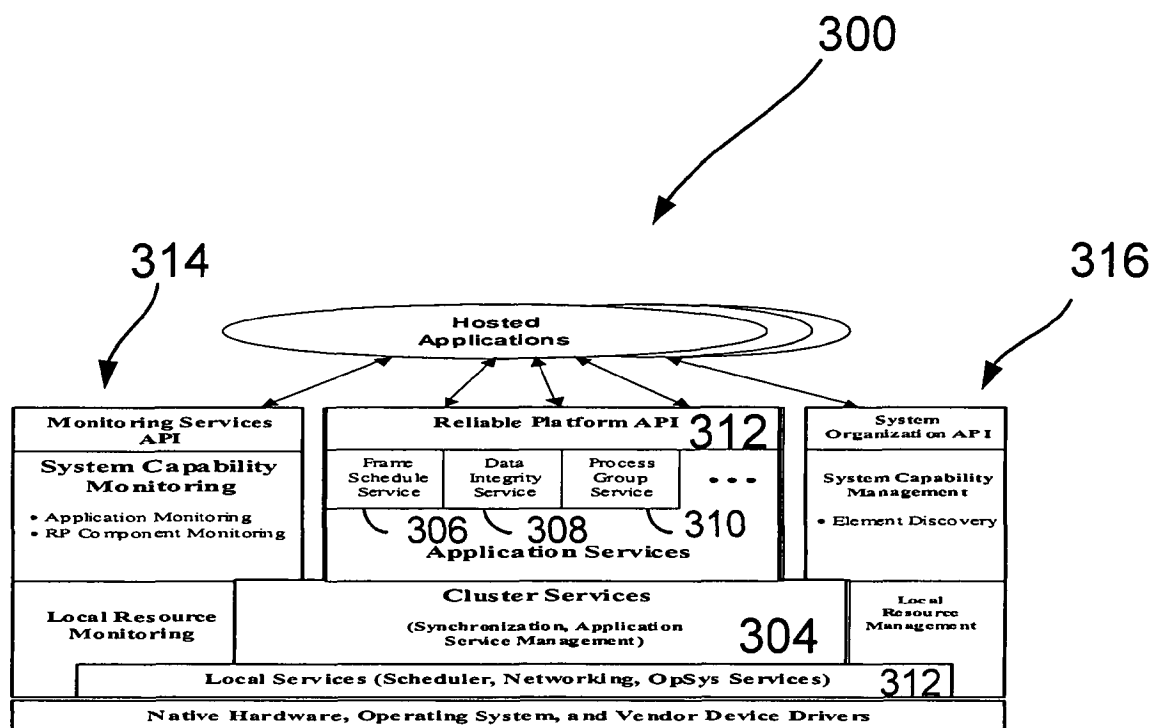 300
314
316
Hosted
Applications
Monitoring Services
API
System Capability
Monitoring
• Application Monitoring
• RP Component Monitoring
Local Resource
Monitoring
Reliable Platform API 312
Frame
Schedule
Service
Data
Integrity
Service
Process
Group
Service
• • •
306
308
310
Application Services
System
Organization API
System Capability
Management
• Element Discovery
Local
Resource
Management
Cluster Services
(Synchronization, Application
Service Management)
304
Local Services (Scheduler, Networking, OpSys Services) 312
Native Hardware, Operating System, and Vendor Device Drivers